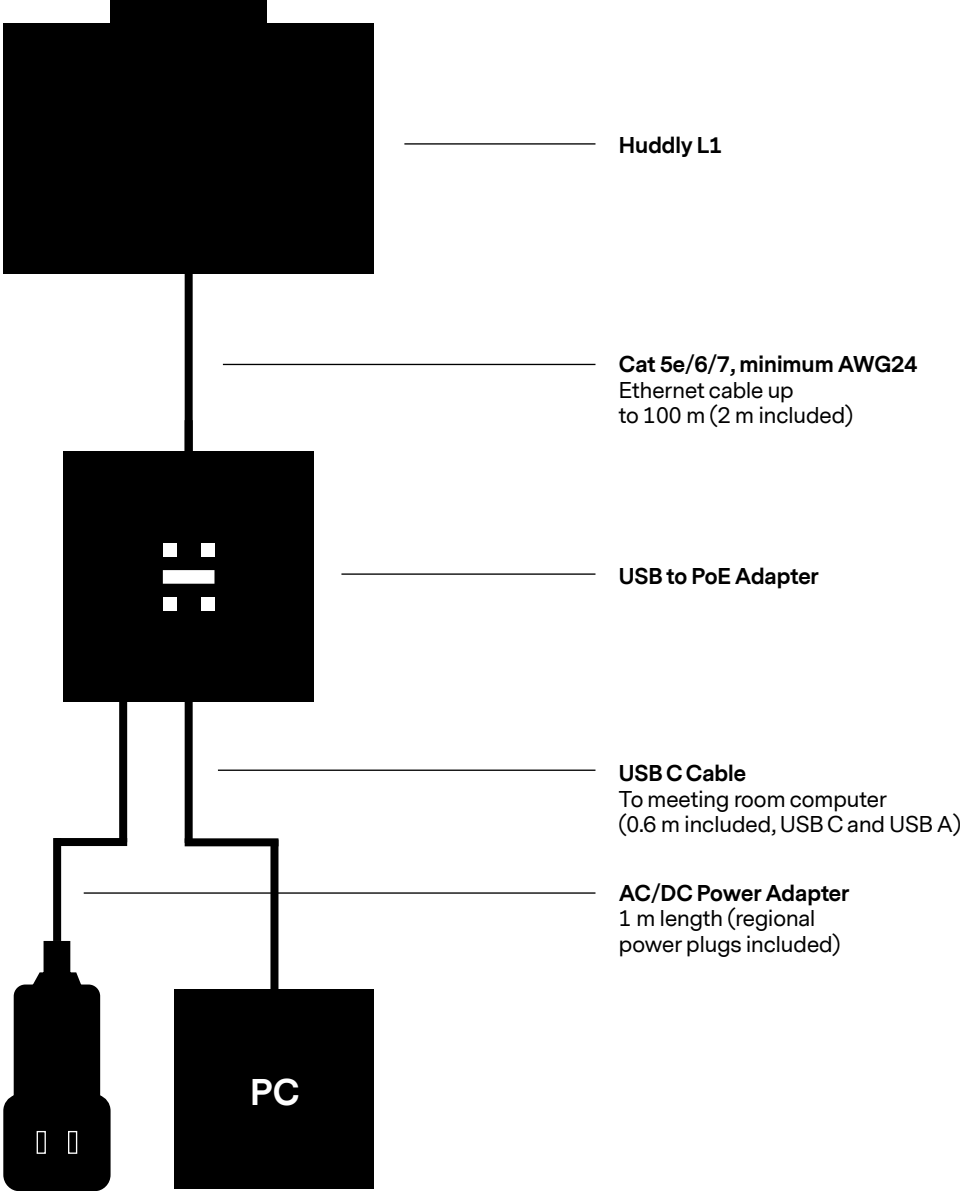 Huddly L1
Cat 5e/6/7, minimum AWG24
Ethernet cable up
to 100 m (2 m included)
USB to PoE Adapter
USB C Cable
To meeting room computer
(0.6 m included, USB C and USB A)
AC/DC Power Adapter
1 m length (regional
power plugs included)
PC